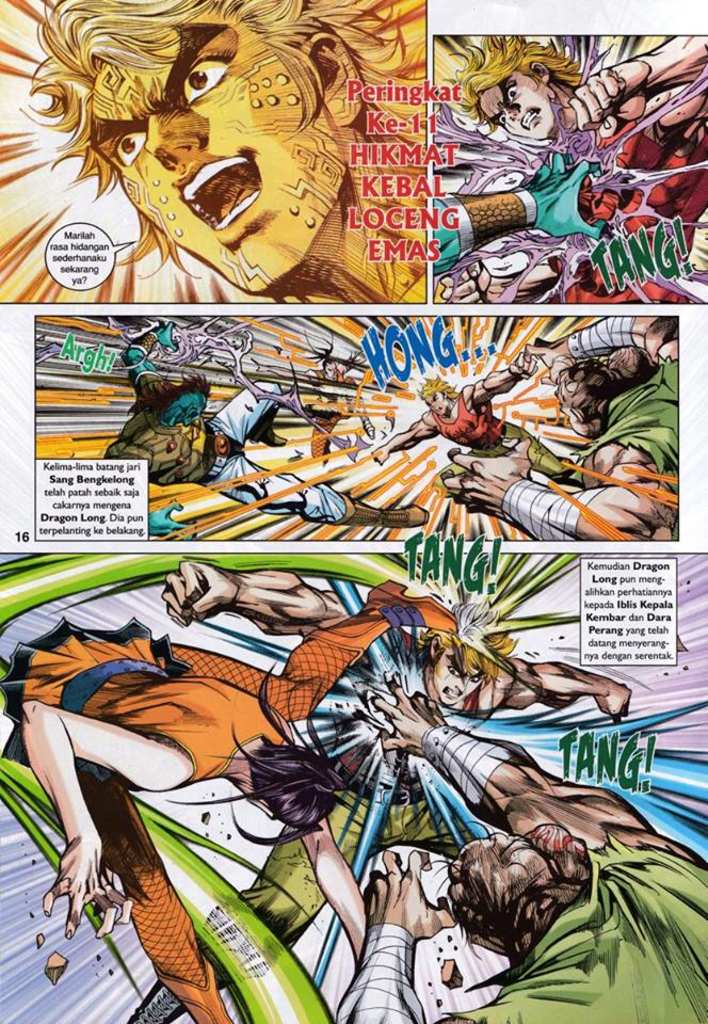 Peringkat
Ke-11
HIKMAT
KEBAL
LOCENG
EMAS
Marilah
rasa hidangan
sederhanaku
sekarang
ya?
TANG!
Argh!
HONG...
Kelima-lima batang jari
Sang Bengkelong
telah patah sebaik saja
cakarnya mengena
Dragon Long. Dia pun
terpelanting ke belakang.
16
TANG!
Kemudian Dragon
Long pun meng-
alihkan perhatiannya
kepada Iblis Kepala
Kembar dan Dara
Perang yang telah
datang menyerang-
nya dengan serentak.
TANG!